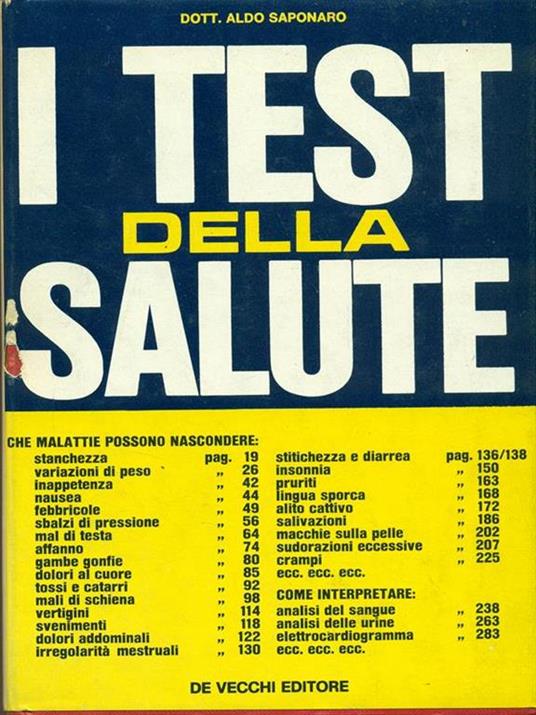 DOTT. ALDO SAPONARO
I TEST
DELLA
SALUTE
CHE MALATTIE POSSONO NASCONDERE:
stanchezza pag. 19
variazioni di peso ,, 26
inappetenza ,, 42
nausea ,, 44
febbricole ,, 49
sbalzi di pressione ,, 56
mal di testa ,, 64
affanno ,, 74
gambe gonfie ,, 80
dolori al cuore ,, 85
tossi e catarri ,, 92
mali di schiena ,, 98
vertigini ,, 114
svenimenti ,, 118
dolori addominali ,, 122
irregolarità mestruali ,, 130
stitichezza e diarrea pag. 136/138
insonnia ,, 150
pruriti ,, 163
lingua sporca ,, 168
alito cattivo ,, 172
salivazioni ,, 186
macchie sulla pelle ,, 202
sudorazioni eccessive ,, 207
crampi ,, 225
ecc. ecc. ecc.
COME INTERPRETARE:
analisi del sangue ,, 238
analisi delle urine ,, 263
elettrocardiogramma ,, 283
ecc. ecc. ecc.
DE VECCHI EDITORE